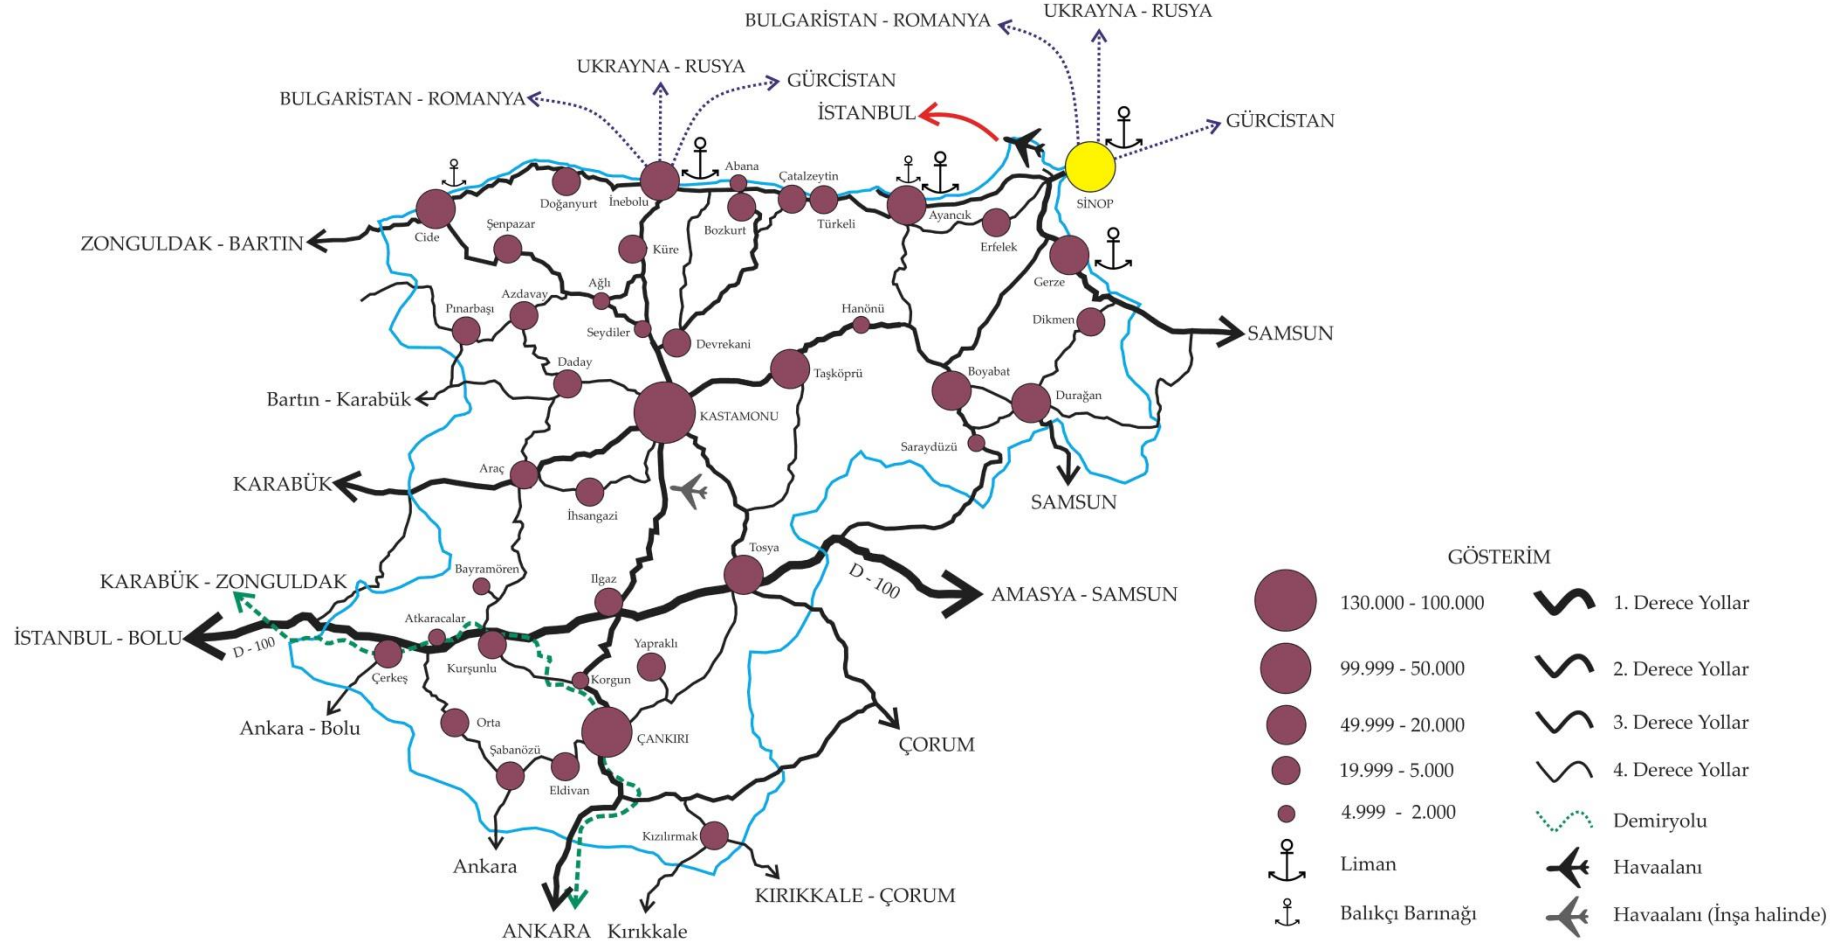 BULGARİSTAN - ROMANYA
UKRAYNA - RUSYA
UKRAYNA - RUSYA
GÜRCİSTAN
BULGARİSTAN - ROMANYA
İSTANBUL
GÜRCİSTAN
Abana
Çatalzeytin
Doğanyurt
İnebolu
SİNOP
Cide
Şenpazar
Bozkurt
Türkeli
Ayancık
Erfelek
ZONGULDAK - BARTIN
Küre
Gerze
Ağlı
Azdavay
Pınarbaşı
Hanönü
Dikmen
Seydiler
Devrekani
SAMSUN
Daday
Taşköprü
Boyabat
Durağan
Bartın - Karabük
KASTAMONU
Saraydüzü
Araç
KARABÜK
İhsangazi
SAMSUN
Tosya
GÖSTERİM
Bayramören
Ilgaz
D - 100
KARABÜK - ZONGULDAK
AMASYA - SAMSUN
130.000 - 100.000
1. Derece Yollar
Atkaracalar
İSTANBUL - BOLU
D - 100
Kurşunlu
Yapraklı
99.999 - 50.000
2. Derece Yollar
Çerkeş
Korgun
Ankara - Bolu
Orta
49.999 - 20.000
3. Derece Yollar
ÇANKIRI
ÇORUM
Şabanözü
Eldivan
19.999 - 5.000
4. Derece Yollar
4.999 - 2.000
Demiryolu
Kızılırmak
Ankara
Liman
Havaalanı
KIRIKKALE - ÇORUM
Balıkçı Barınağı
Havaalanı (İnşa halinde)
ANKARA
Kırıkkale